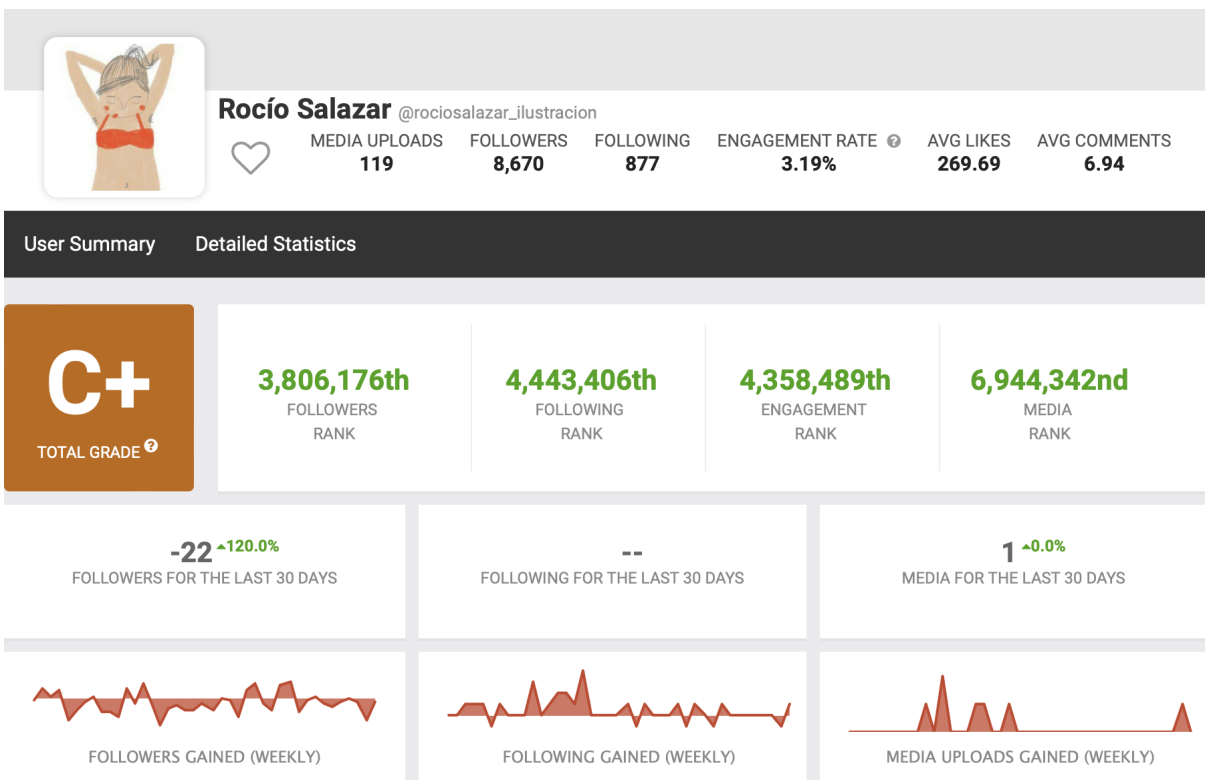 Rocío Salazar @rociosalazar_ilustracion
MEDIA UPLOADS FOLLOWERS FOLLOWING ENGAGEMENT RATE ? AVG LIKES AVG COMMENTS
119 8,670 877 3.19% 269.69 6.94
User Summary Detailed Statistics
C+
TOTAL GRADE ?
3,806,176th 4,443,406th 4,358,489th 6,944,342nd
FOLLOWERS FOLLOWING ENGAGEMENT MEDIA
RANK RANK RANK RANK
-22 120.0% -- 1 0.0%
FOLLOWERS FOR THE LAST 30 DAYS FOLLOWING FOR THE LAST 30 DAYS MEDIA FOR THE LAST 30 DAYS
FOLLOWERS GAINED (WEEKLY) FOLLOWING GAINED (WEEKLY) MEDIA UPLOADS GAINED (WEEKLY)